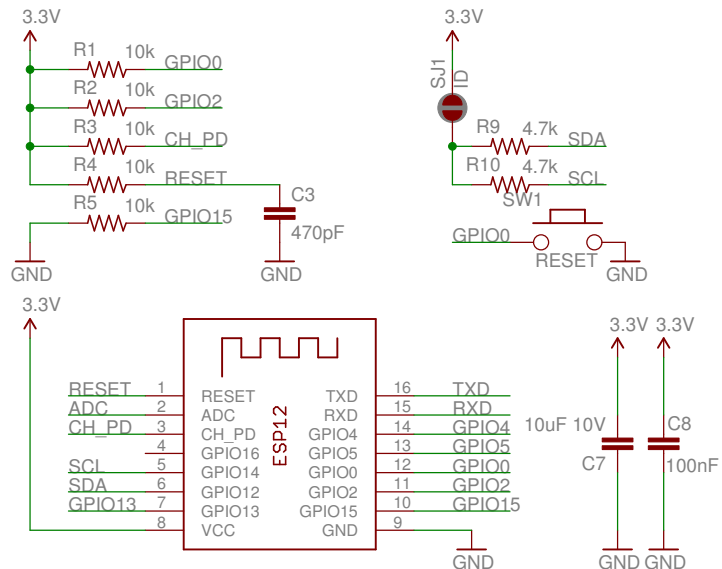 3.3V
R1 10k GPIO0
R2 10k GPIO2
R3 10k CH_PD
R4 10k RESET
R5 10k GPIO15
C3
470pF
GND
GND
3.3V
SJ1
ID
R9 4.7k SDA
R10 4.7k SCL
SW1
GPIO0
RESET
GND
3.3V
RESET 1 RESET TXD 16 TXD
ADC 2 ADC RXD 15 RXD
CH_PD 3 CH_PD GPIO4 14 GPIO4
4 GPIO16 GPIO5 13 GPIO5
SCL 5 GPIO14 GPIO0 12 GPIO0
SDA 6 GPIO12 GPIO2 11 GPIO2
GPIO13 7 GPIO13 GPIO15 10 GPIO15
8 VCC GND 9
ESP12
GND
3.3V 3.3V
10uF 10V C8
C7 100nF
GND GND